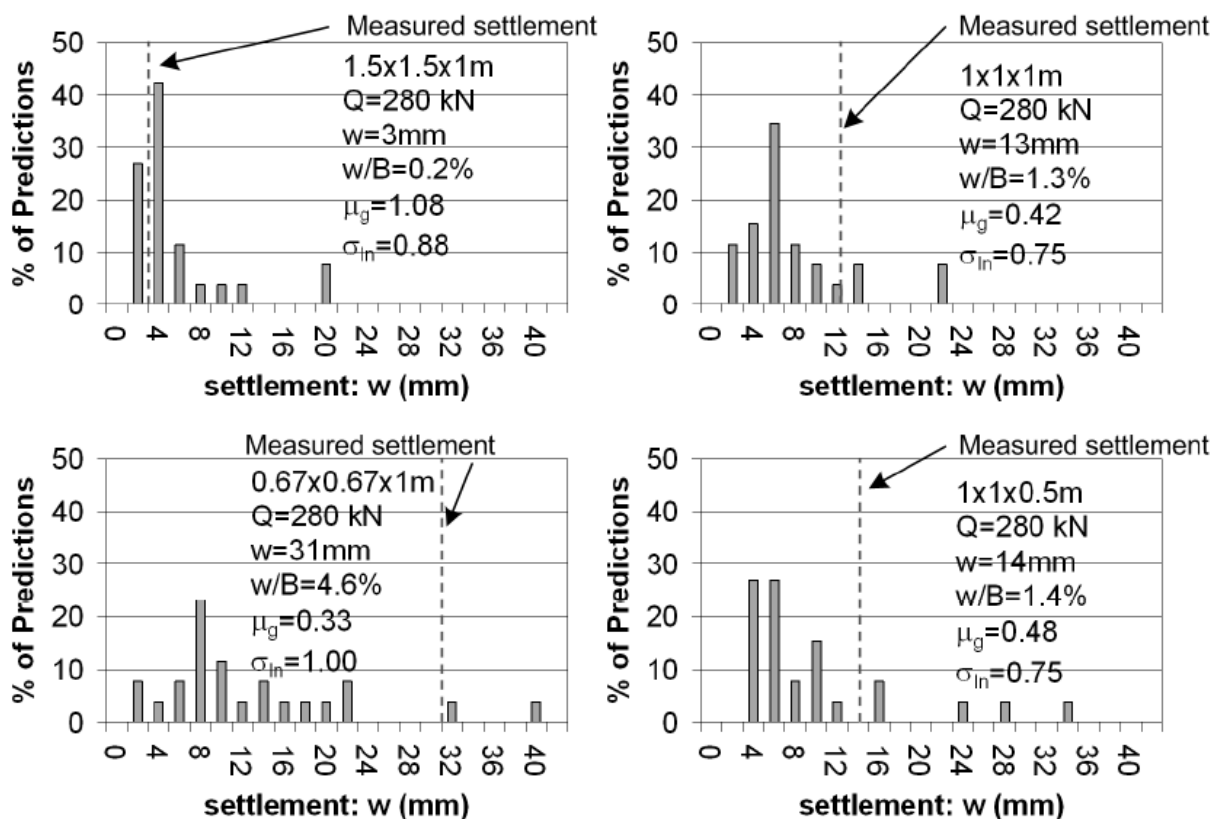 Measured settlement
50
40
30
20
10
0
% of Predictions
1.5x1.5x1m
Q=280 kN
w=3mm
w/B=0.2%
μg=1.08
σln=0.88
0 4 8 12 16 20 28 32 36 40
settlement: w (mm)
Measured settlement
50
40
30
20
10
0
% of Predictions
1x1x1m
Q=280 kN
w=13mm
w/B=1.3%
μg=0.42
σln=0.75
0 4 8 12 16 20 28 32 36 40
settlement: w (mm)
Measured settlement
50
40
30
20
10
0
% of Predictions
0.67x0.67x1m
Q=280 kN
w=31mm
w/B=4.6%
μg=0.33
σln=1.00
0 4 8 12 16 20 28 32 36 40
settlement: w (mm)
Measured settlement
50
40
30
20
10
0
% of Predictions
1x1x0.5m
Q=280 kN
w=14mm
w/B=1.4%
μg=0.48
σln=0.75
0 4 8 12 16 20 28 32 36 40
settlement: w (mm)